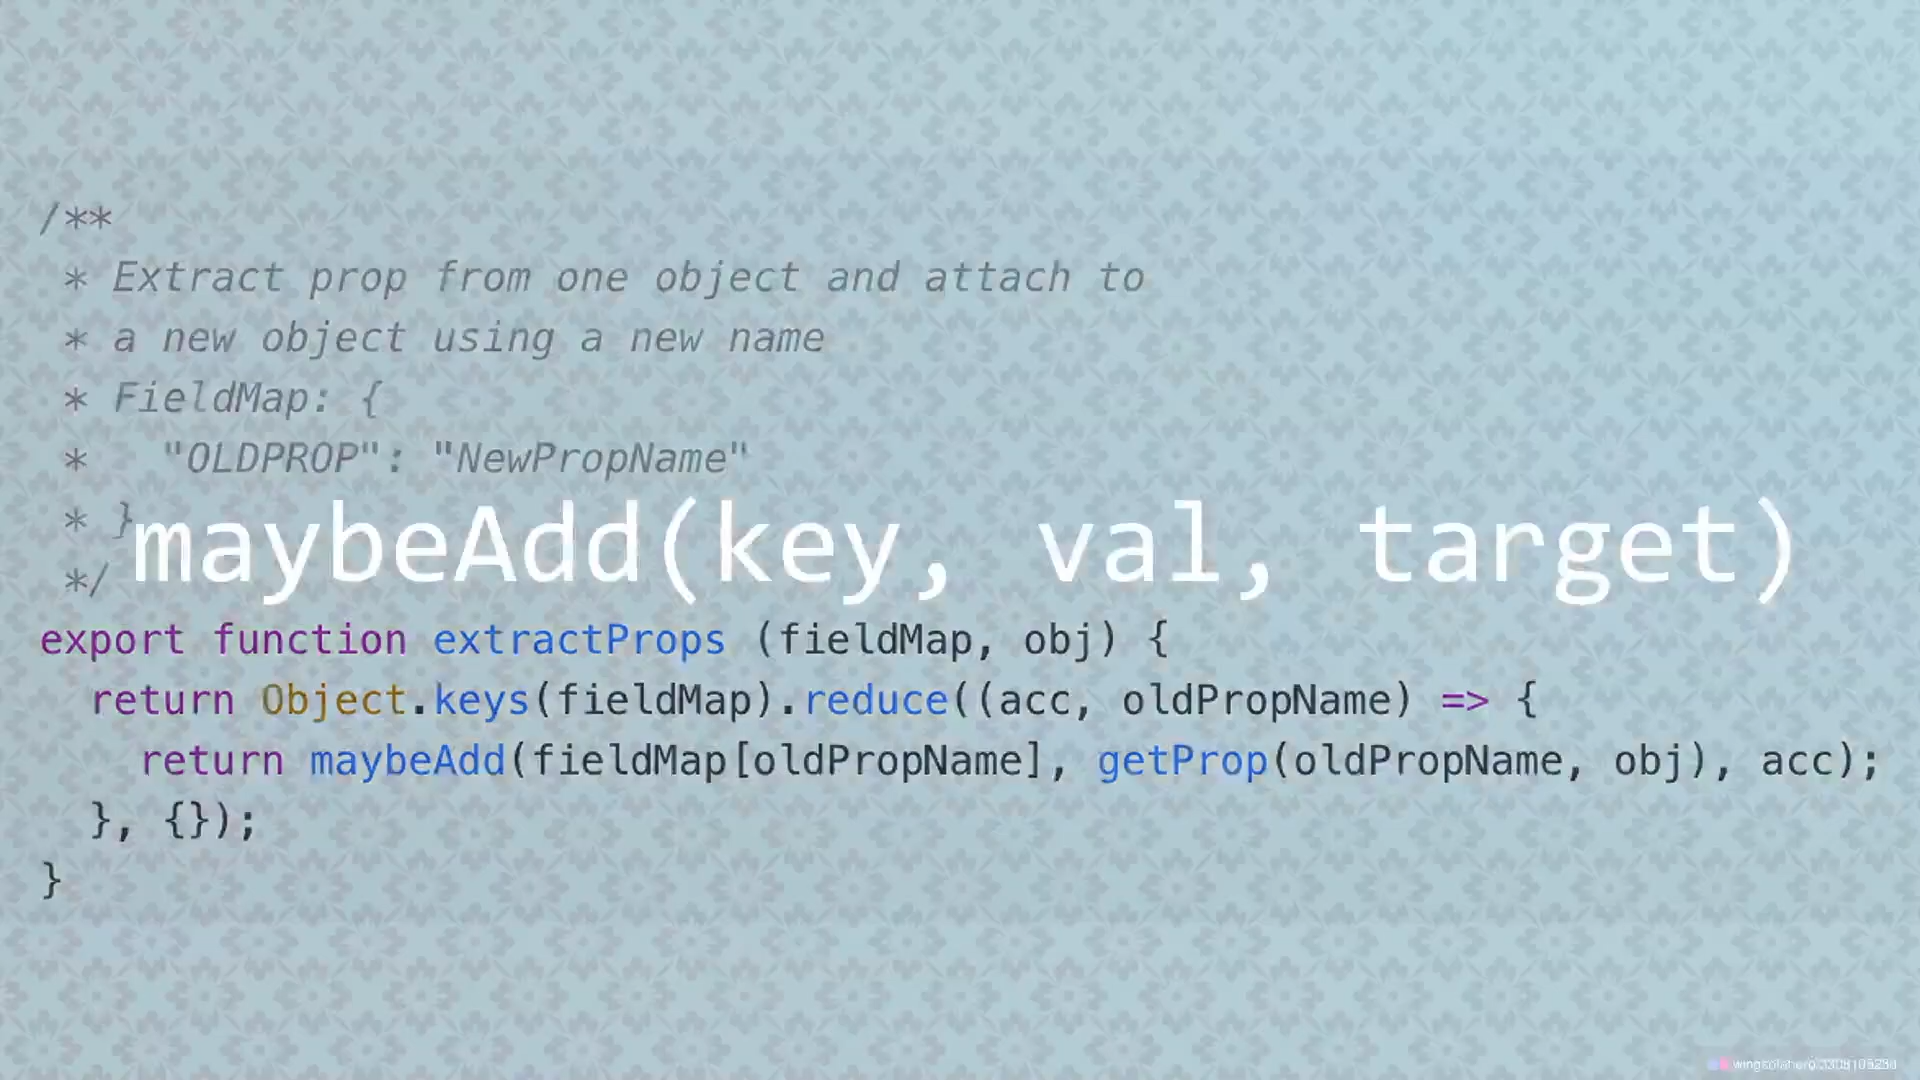 /**
 * Extract prop from one object and attach to
 * a new object using a new name
 * FieldMap: {
 *   "OLDPROP": "NewPropName"
 * }
maybeAdd(key, val, target)
 */
export function extractProps (fieldMap, obj) {
  return Object.keys(fieldMap).reduce((acc, oldPropName) => {
    return maybeAdd(fieldMap[oldPropName], getProp(oldPropName, obj), acc);
  }, {});
}